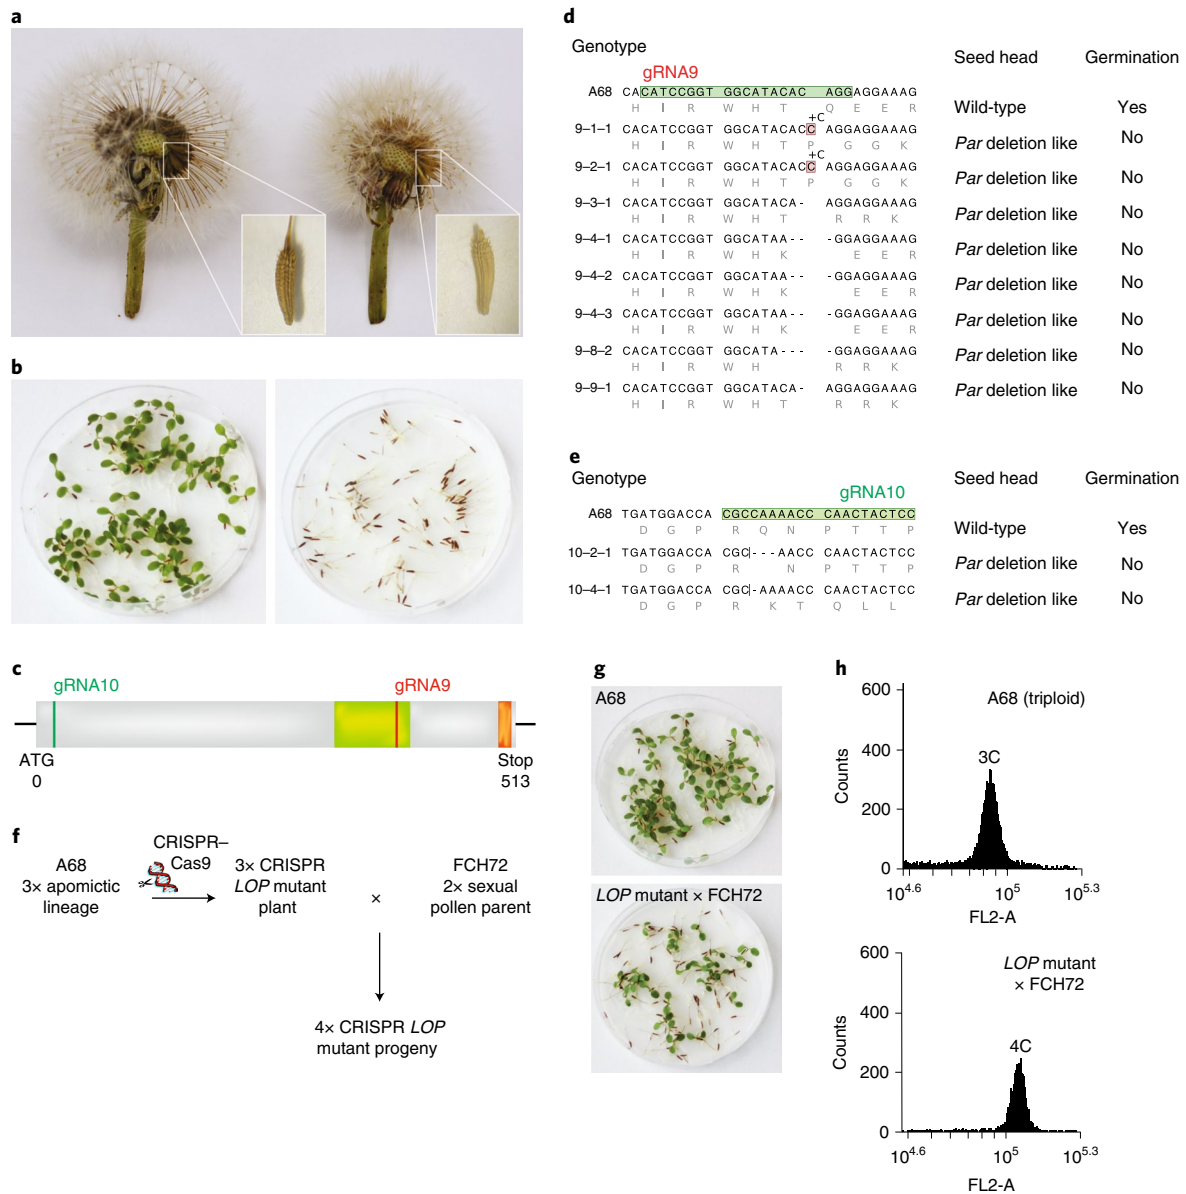 a
b
c
gRNA10
gRNA9
ATG
0
Stop
513
d
Genotype
Seed head
Germination
gRNA9
A68 CACATCCGGT GGCATACAC AGGAGGAAAG
H I R W H T Q E E R
Wild-type Yes
+C
9–1–1 CACATCCGGT GGCATACACC AGGAGGAAAG
H I R W H T P G G K
Par deletion like No
+C
9–2–1 CACATCCGGT GGCATACACC AGGAGGAAAG
H I R W H T P G G K
Par deletion like No
9–3–1 CACATCCGGT GGCATACA- AGGAGGAAAG
H I R W H T R R K
Par deletion like No
9–4–1 CACATCCGGT GGCATAA-- -GGAGGAAAG
H I R W H K E E R
Par deletion like No
9–4–2 CACATCCGGT GGCATAA-- -GGAGGAAAG
H I R W H K E E R
Par deletion like No
9–4–3 CACATCCGGT GGCATAA-- -GGAGGAAAG
H I R W H K E E R
Par deletion like No
9–8–2 CACATCCGGT GGCATA--- -GGAGGAAAG
H I R W H R R K
Par deletion like No
9–9–1 CACATCCGGT GGCATACA- AGGAGGAAAG
H I R W H T R R K
Par deletion like No
e
Genotype
Seed head
Germination
gRNA10
A68 TGATGGACCA CGCCAAAACC CAACTACTCC
D G P R Q N P T T P
Wild-type Yes
10–2–1 TGATGGACCA CGC|---AACC CAACTACTCC
D G P R N P T T P
Par deletion like No
10–4–1 TGATGGACCA CGC|-AAAACC CAACTACTCC
D G P R K T Q L L
Par deletion like No
f
A68
3× apomictic
lineage
CRISPR–
Cas9
3× CRISPR
LOP mutant
plant
×
FCH72
2× sexual
pollen parent
4× CRISPR LOP
mutant progeny
g
A68
LOP mutant × FCH72
h
A68 (triploid)
3C
Counts
600
400
200
0
10^4.6
10^5
10^5.3
FL2-A
LOP mutant
× FCH72
4C
Counts
600
400
200
0
10^4.6
10^5
10^5.3
FL2-A